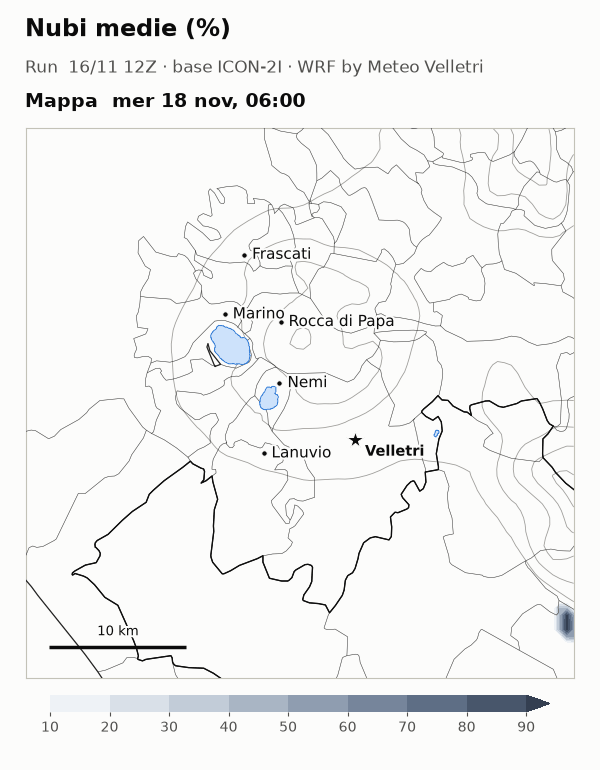 Nubi medie (%)
Run  16/11 12Z · base ICON-2I · WRF by Meteo Velletri
Mappa  mer 18 nov, 06:00
Frascati
Marino
Rocca di Papa
Nemi
Velletri
Lanuvio
10 km
10 20 30 40 50 60 70 80 90